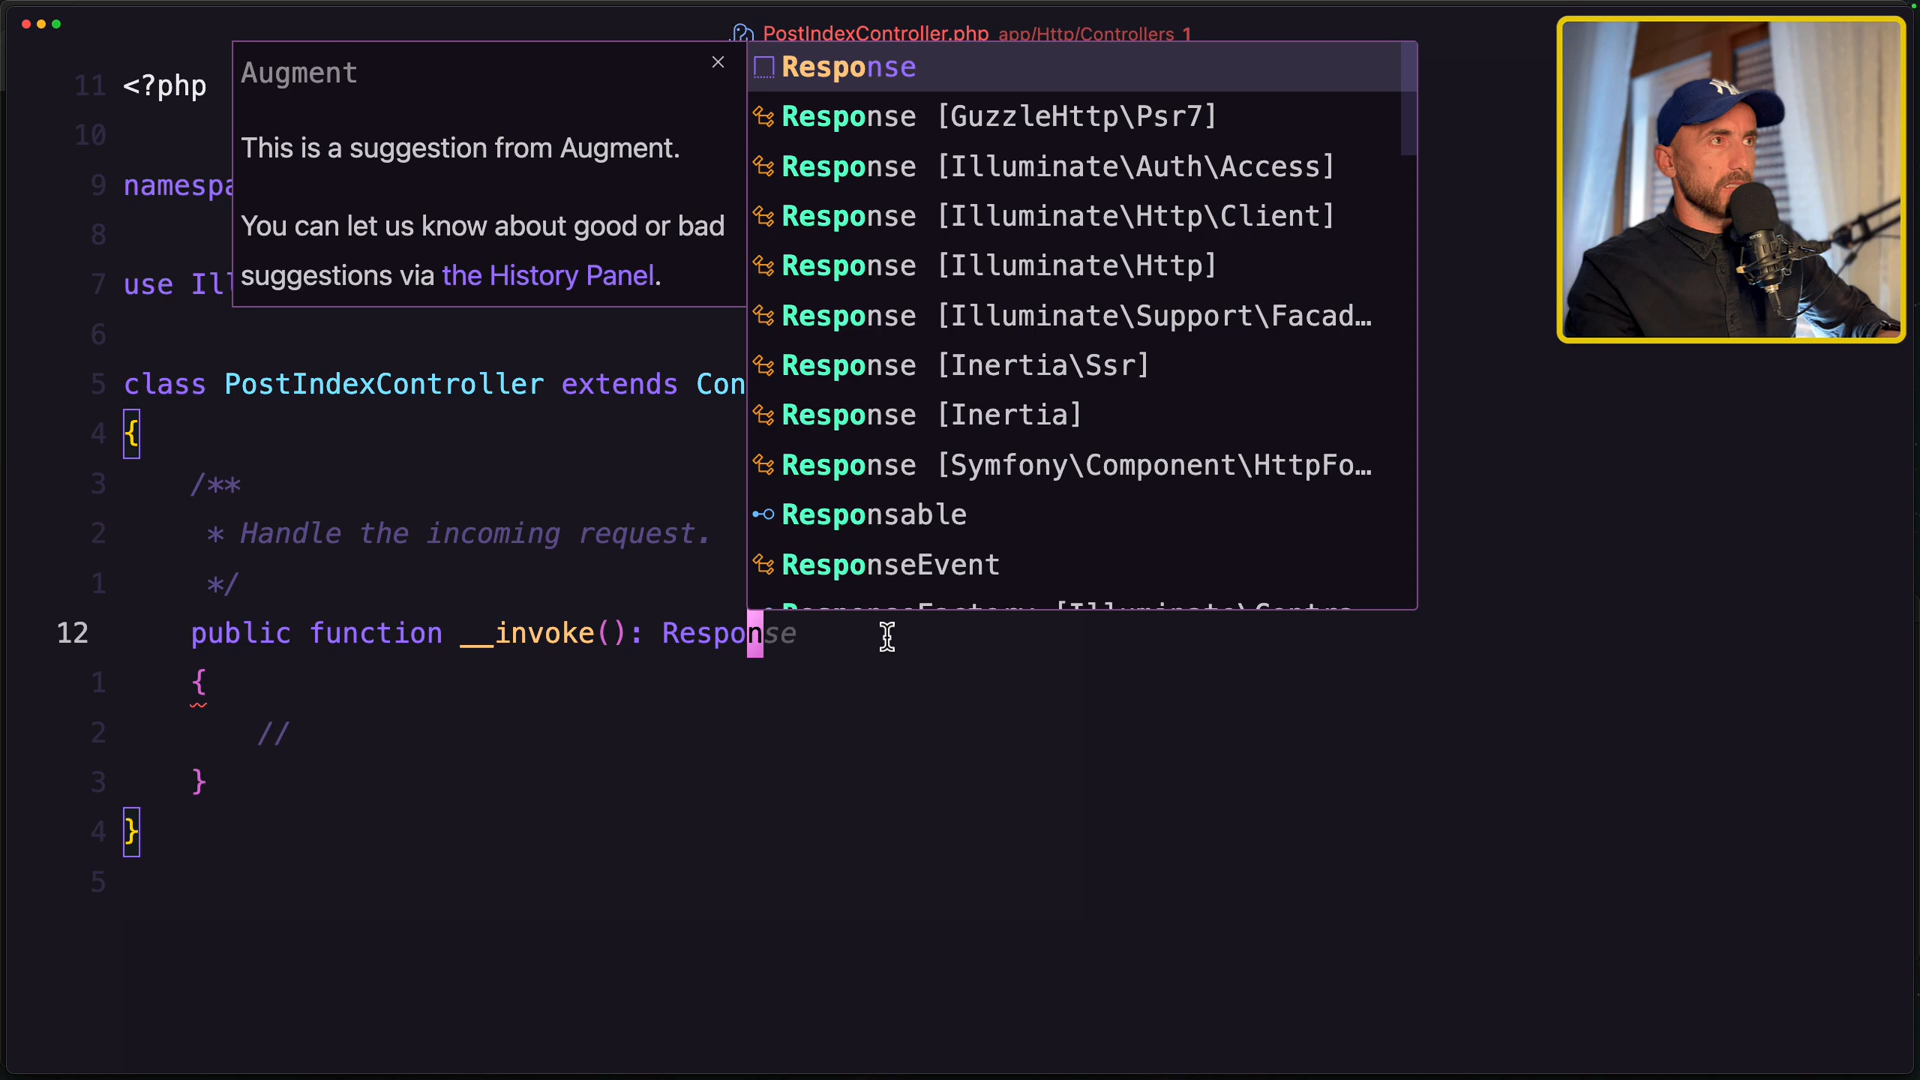 PostIndexController.php app/Http/Controllers 1
11 <?php
10
9 namespa
8
7 use Il
6
5 class PostIndexController extends Con
4 {
3 /**
2 * Handle the incoming request.
1 */
12 public function __invoke(): Response
1 {
2 //
3 }
4 }
5
Augment
This is a suggestion from Augment.
You can let us know about good or bad
suggestions via the History Panel.
Response
Response [GuzzleHttp\Psr7]
Response [Illuminate\Auth\Access]
Response [Illuminate\Http\Client]
Response [Illuminate\Http]
Response [Illuminate\Support\Facad…
Response [Inertia\Ssr]
Response [Inertia]
Response [Symfony\Component\HttpFo…
Responsable
ResponseEvent